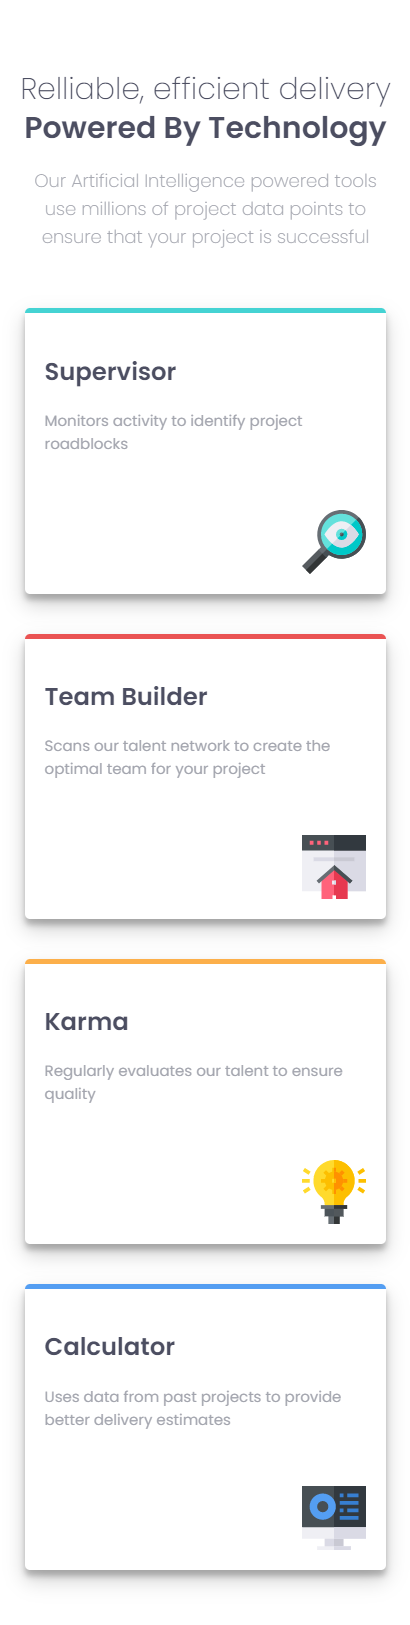 Relliable, efficient delivery
Powered By Technology
Our Artificial Intelligence powered tools
use millions of project data points to
ensure that your project is successful
Supervisor
Monitors activity to identify project
roadblocks
Team Builder
Scans our talent network to create the
optimal team for your project
Karma
Regularly evaluates our talent to ensure
quality
Calculator
Uses data from past projects to provide
better delivery estimates